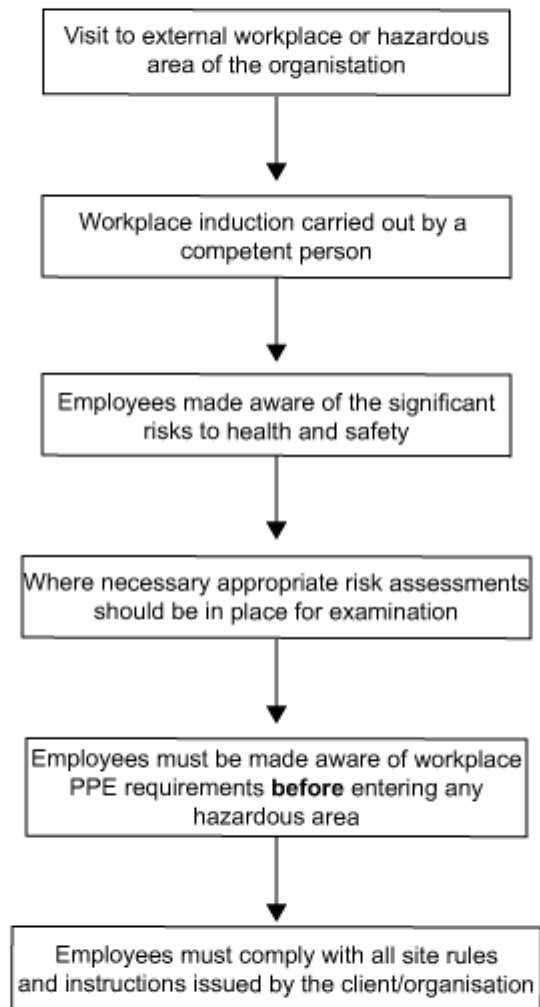 Visit to external workplace or hazardous
area of the organistation
Workplace induction carried out by a
competent person
Employees made aware of the significant
risks to health and safety
Where necessary appropriate risk assessments
should be in place for examination
Employees must be made aware of workplace
PPE requirements before entering any
hazardous area
Employees must comply with all site rules
and instructions issued by the client/organisation